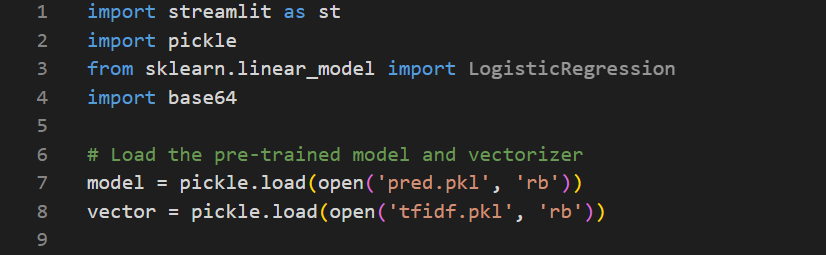 1 import streamlit as st
2 import pickle
3 from sklearn.linear_model import LogisticRegression
4 import base64
5
6 # Load the pre-trained model and vectorizer
7 model = pickle.load(open('pred.pkl', 'rb'))
8 vector = pickle.load(open('tfidf.pkl', 'rb'))
9